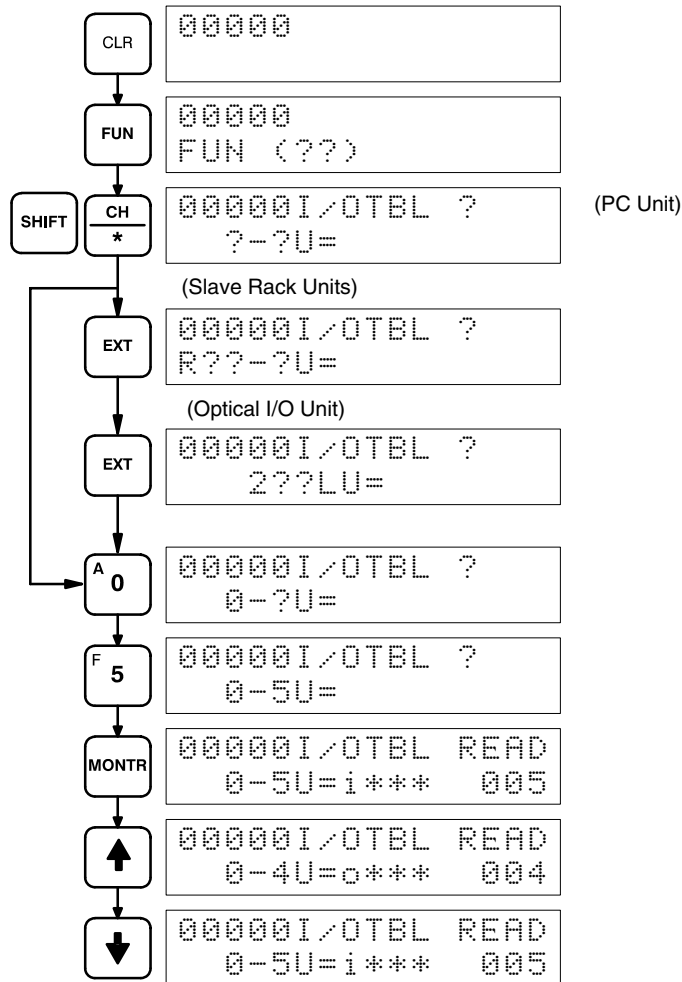 CLR
00000
FUN
00000
FUN (??)
SHIFT
CH
*
00000I/OTBL ?
?-?U=
(PC Unit)
(Slave Rack Units)
EXT
00000I/OTBL ?
R??-?U=
(Optical I/O Unit)
EXT
00000I/OTBL ?
2??LU=
A
0
00000I/OTBL ?
0-?U=
F
5
00000I/OTBL ?
0-5U=
MONTR
00000I/OTBL READ
0-5U=i*** 005
00000I/OTBL READ
0-4U=o*** 004
00000I/OTBL READ
0-5U=i*** 005